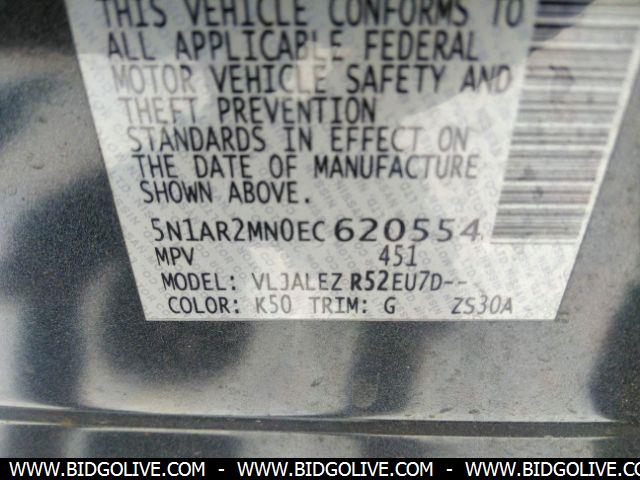 THIS VEHICLE CONFORMS TO
ALL APPLICABLE FEDERAL
MOTOR VEHICLE SAFETY AND
THEFT PREVENTION
STANDARDS IN EFFECT ON
THE DATE OF MANUFACTURE
SHOWN ABOVE.
5N1AR2MN0EC620554
MPV 451
MODEL: VLJALEZ R52EU7D--
COLOR: K50 TRIM: G ZS30A
WWW.BIDGOLIVE.COM - WWW.BIDGOLIVE.COM - WWW.BIDGOLIVE.COM